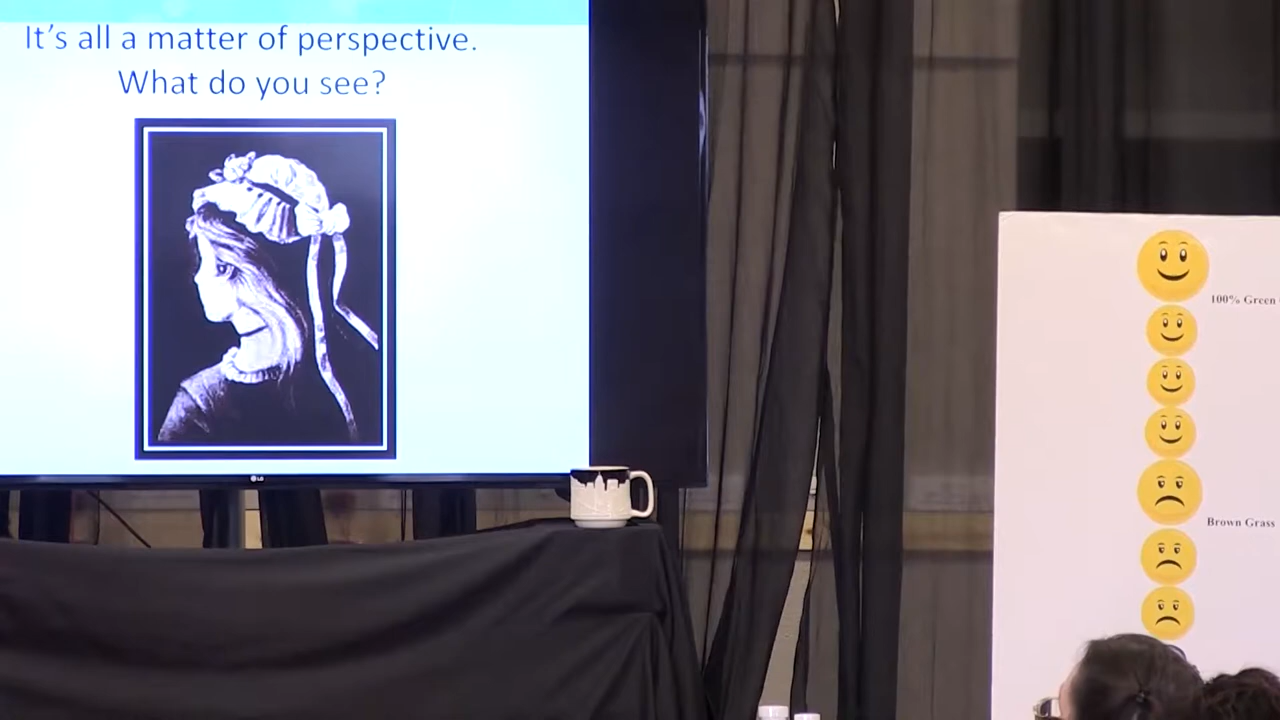 It's all a matter of perspective.
What do you see?
LG
100% Green
Brown Grass